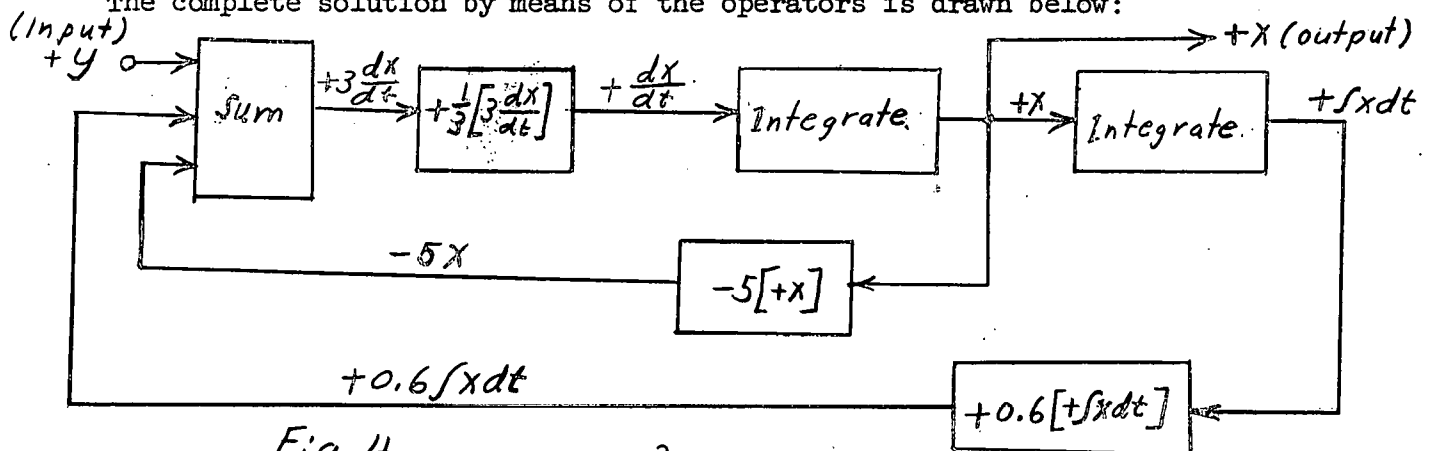 The complete solution by means of the operators is drawn below:
(Input)
+y
Sum
+3 dx/dt
+1/3[3 dx/dt]
+ dx/dt
Integrate.
+x (output)
+x
Integrate.
+∫xdt
-5x
-5[+x]
+0.6∫xdt
+0.6[+∫xdt]
Fig. 4